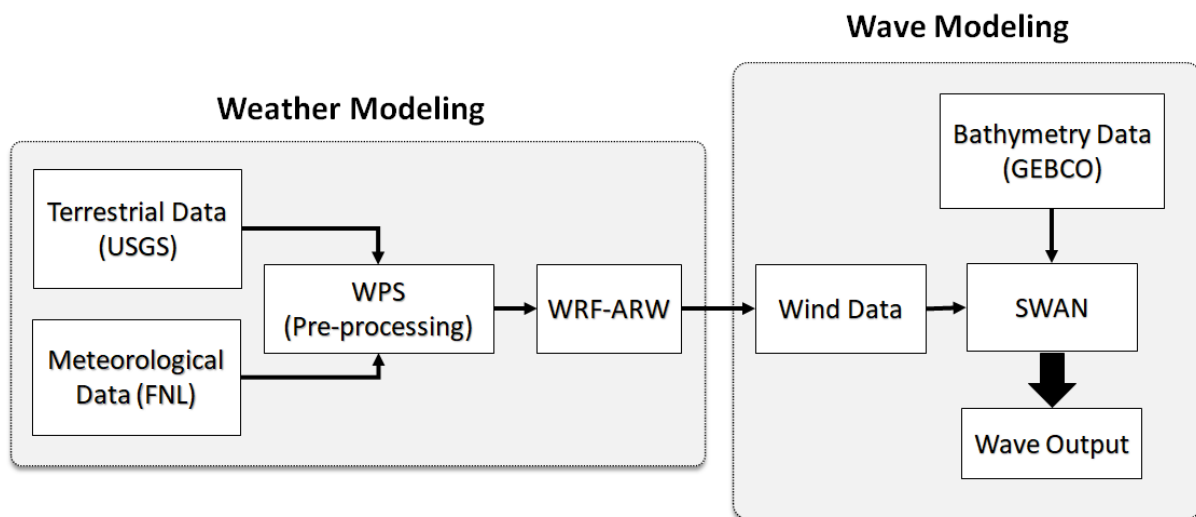 Weather Modeling
Terrestrial Data
(USGS)
Meteorological
Data (FNL)
WPS
(Pre-processing)
WRF-ARW
Wave Modeling
Bathymetry Data
(GEBCO)
Wind Data
SWAN
Wave Output